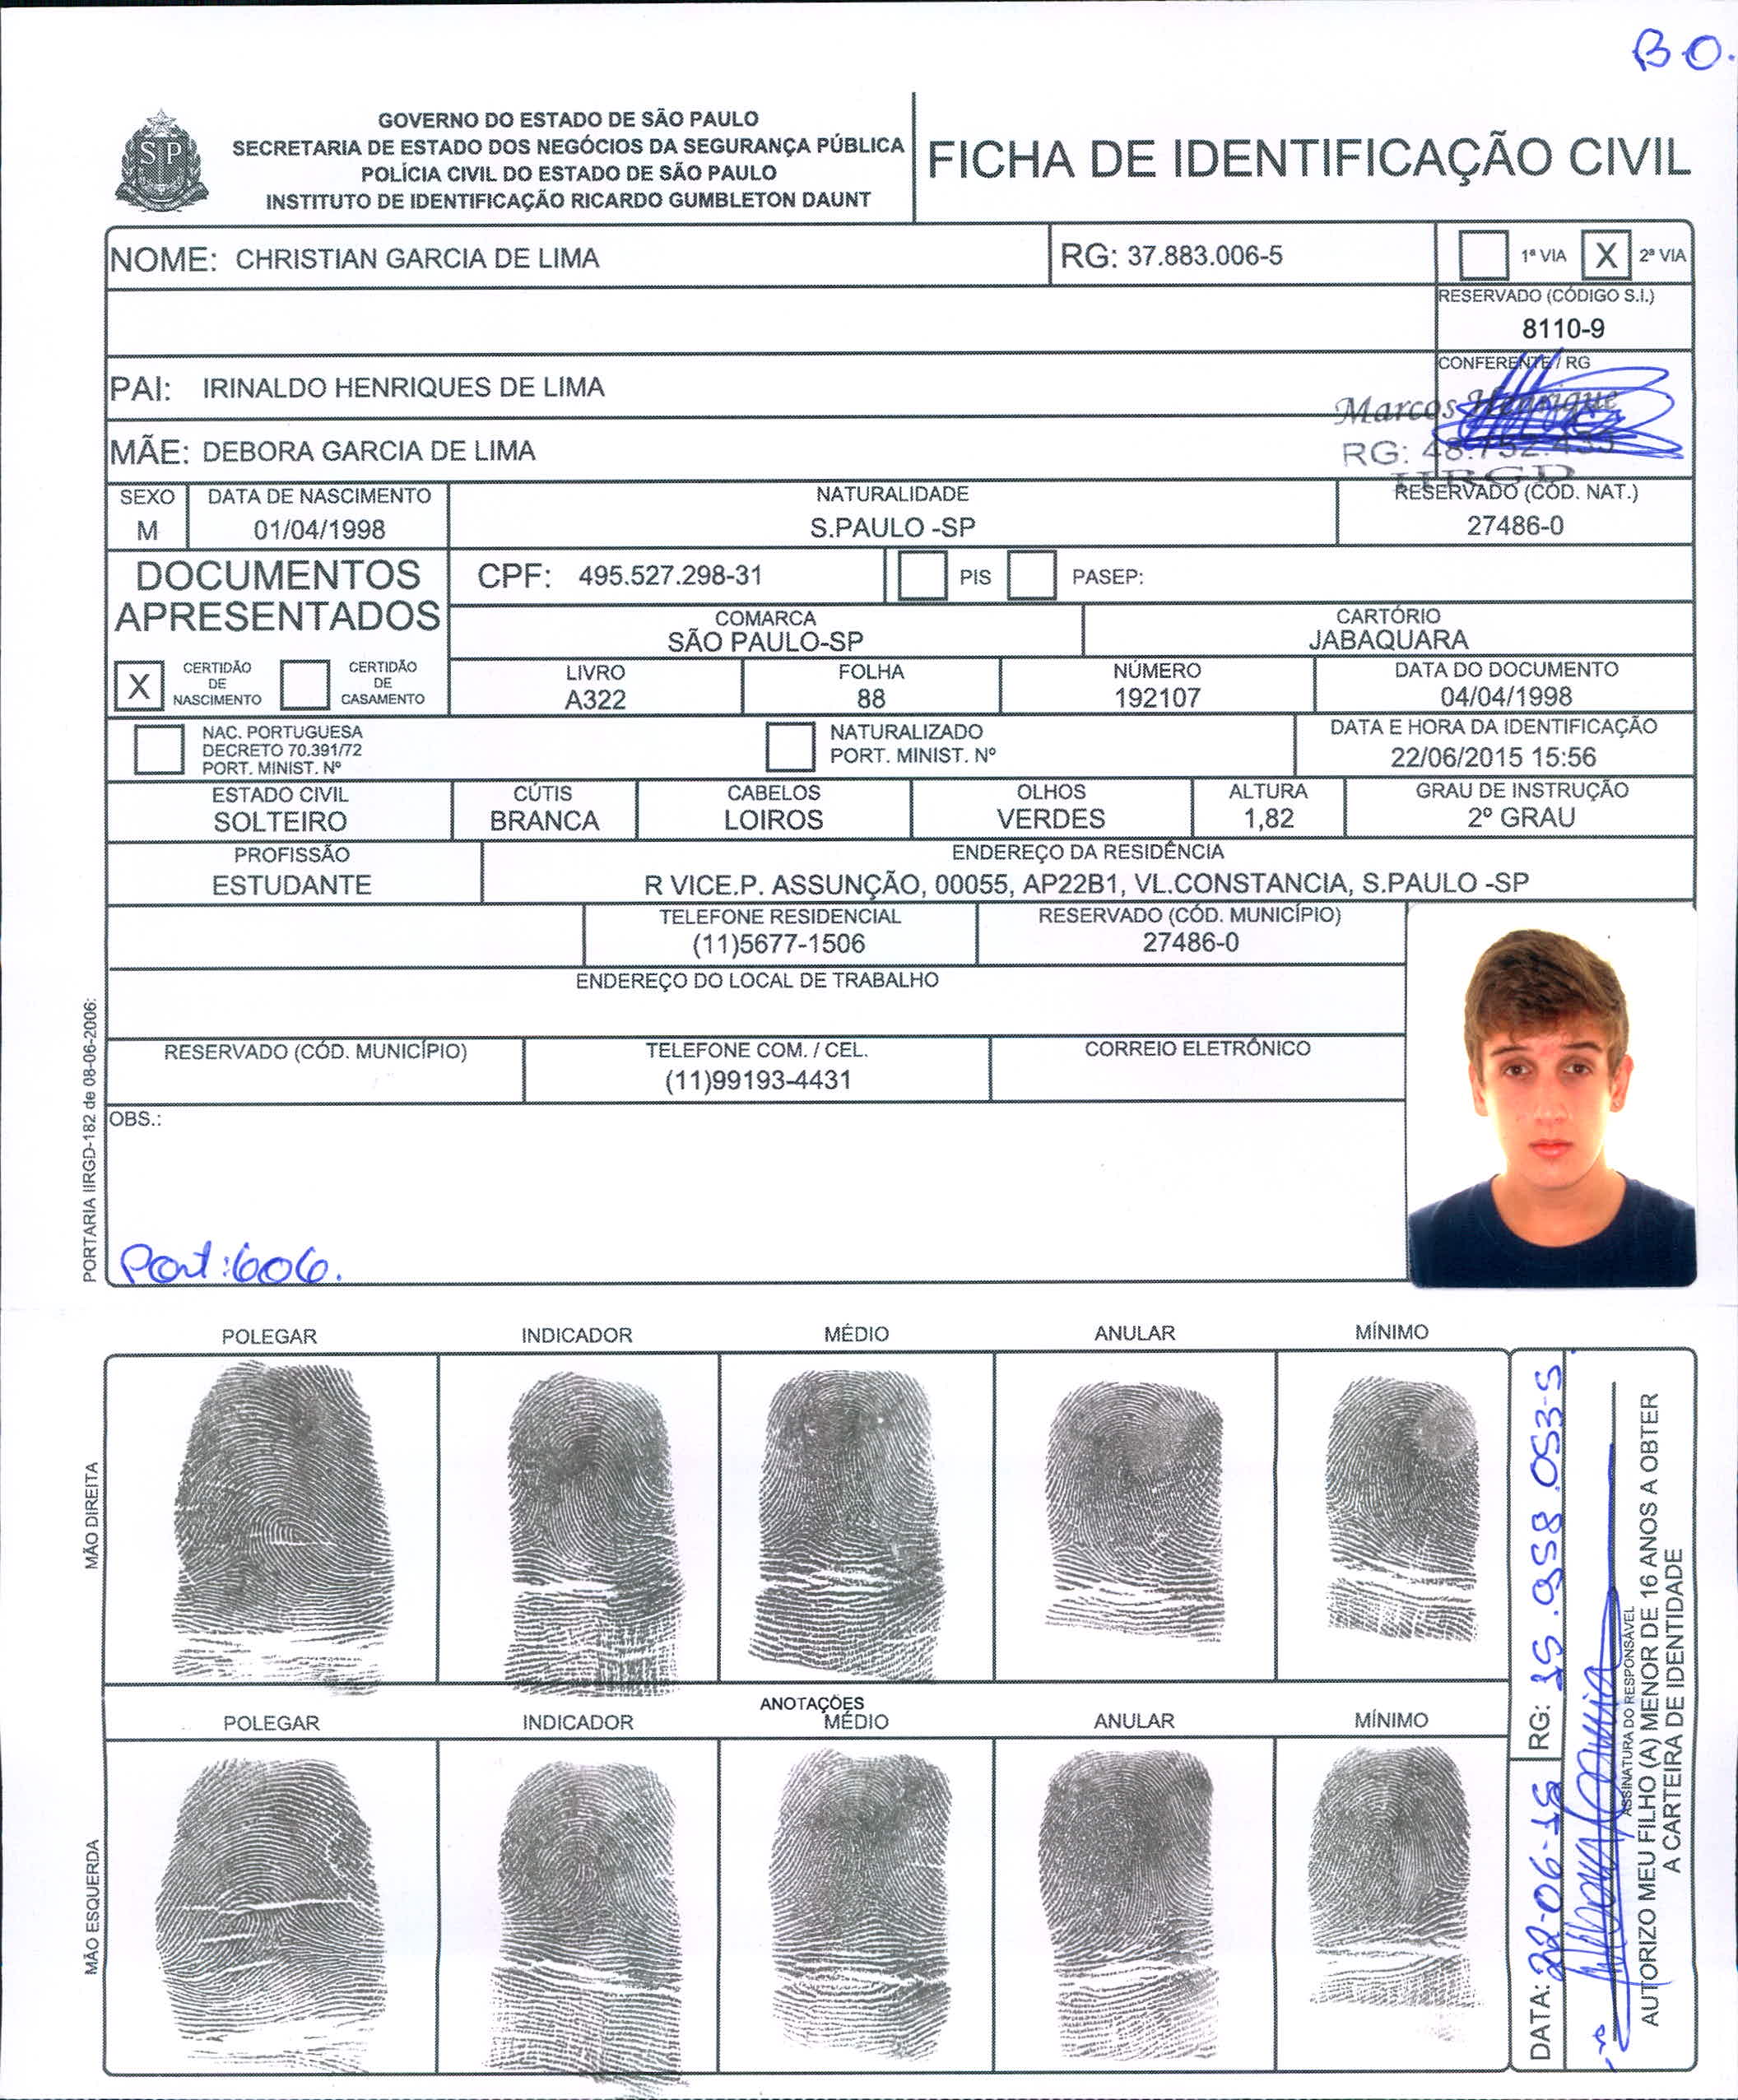 B O.
GOVERNO DO ESTADO DE SÃO PAULO
SECRETARIA DE ESTADO DOS NEGÓCIOS DA SEGURANÇA PÚBLICA
POLÍCIA CIVIL DO ESTADO DE SÃO PAULO
INSTITUTO DE IDENTIFICAÇÃO RICARDO GUMBLETON DAUNT
SP
FICHA DE IDENTIFICAÇÃO CIVIL
NOME: CHRISTIAN GARCIA DE LIMA
RG: 37.883.006-5
1ª VIA X 2ª VIA
RESERVADO (CÓDIGO S.I.)
8110-9
PAI: IRINALDO HENRIQUES DE LIMA
CONFERENTE / RG
Marcos Henrique
MÃE: DEBORA GARCIA DE LIMA
RG:
IIRGD
SEXO DATA DE NASCIMENTO NATURALIDADE RESERVADO (CÓD. NAT.)
M 01/04/1998 S.PAULO -SP 27486-0
DOCUMENTOS
APRESENTADOS
CPF: 495.527.298-31 PIS PASEP:
COMARCA CARTÓRIO
SÃO PAULO-SP JABAQUARA
X CERTIDÃO DE NASCIMENTO CERTIDÃO DE CASAMENTO
LIVRO FOLHA NÚMERO DATA DO DOCUMENTO
A322 88 192107 04/04/1998
NAC. PORTUGUESA
DECRETO 70.391/72
PORT. MINIST. Nº
NATURALIZADO
PORT. MINIST. Nº
DATA E HORA DA IDENTIFICAÇÃO
22/06/2015 15:56
ESTADO CIVIL CÚTIS CABELOS OLHOS ALTURA GRAU DE INSTRUÇÃO
SOLTEIRO BRANCA LOIROS VERDES 1,82 2º GRAU
PROFISSÃO ENDEREÇO DA RESIDÊNCIA
ESTUDANTE R VICE.P. ASSUNÇÃO, 00055, AP22B1, VL.CONSTANCIA, S.PAULO -SP
TELEFONE RESIDENCIAL RESERVADO (CÓD. MUNICÍPIO)
(11)5677-1506 27486-0
ENDEREÇO DO LOCAL DE TRABALHO
RESERVADO (CÓD. MUNICÍPIO) TELEFONE COM. / CEL. CORREIO ELETRÔNICO
(11)99193-4431
OBS.:
Port:606.
PORTARIA IIRGD-182 de 08-06-2006:
POLEGAR INDICADOR MÉDIO ANULAR MÍNIMO
MÃO DIREITA
ANOTAÇÕES
POLEGAR INDICADOR MÉDIO ANULAR MÍNIMO
MÃO ESQUERDA
DATA: 22-06-15 RG: 15.958.053-5
ASSINATURA DO RESPONSÁVEL
AUTORIZO MEU FILHO (A) MENOR DE 16 ANOS A OBTER
A CARTEIRA DE IDENTIDADE